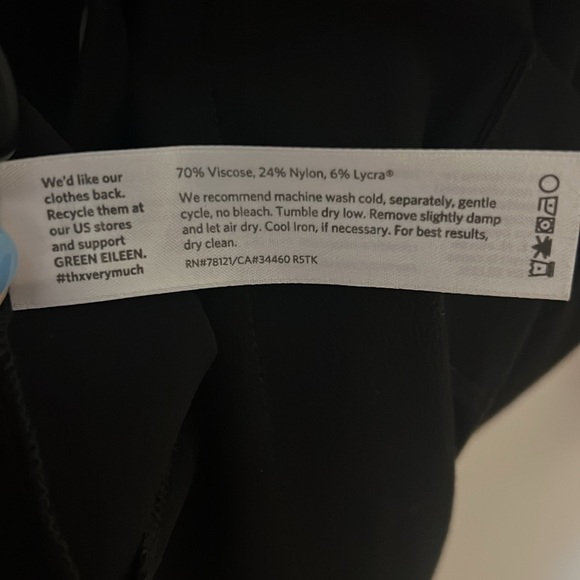 We'd like our
clothes back.
Recycle them at
our US stores
and support
GREEN EILEEN.
#thxverymuch
70% Viscose, 24% Nylon, 6% Lycra®
We recommend machine wash cold, separately, gentle
cycle, no bleach. Tumble dry low. Remove slightly damp
and let air dry. Cool Iron, if necessary. For best results,
dry clean.
RN#78121/CA#34460 R5TK